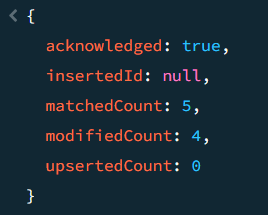 < {
acknowledged: true,
insertedId: null,
matchedCount: 5,
modifiedCount: 4,
upsertedCount: 0
}